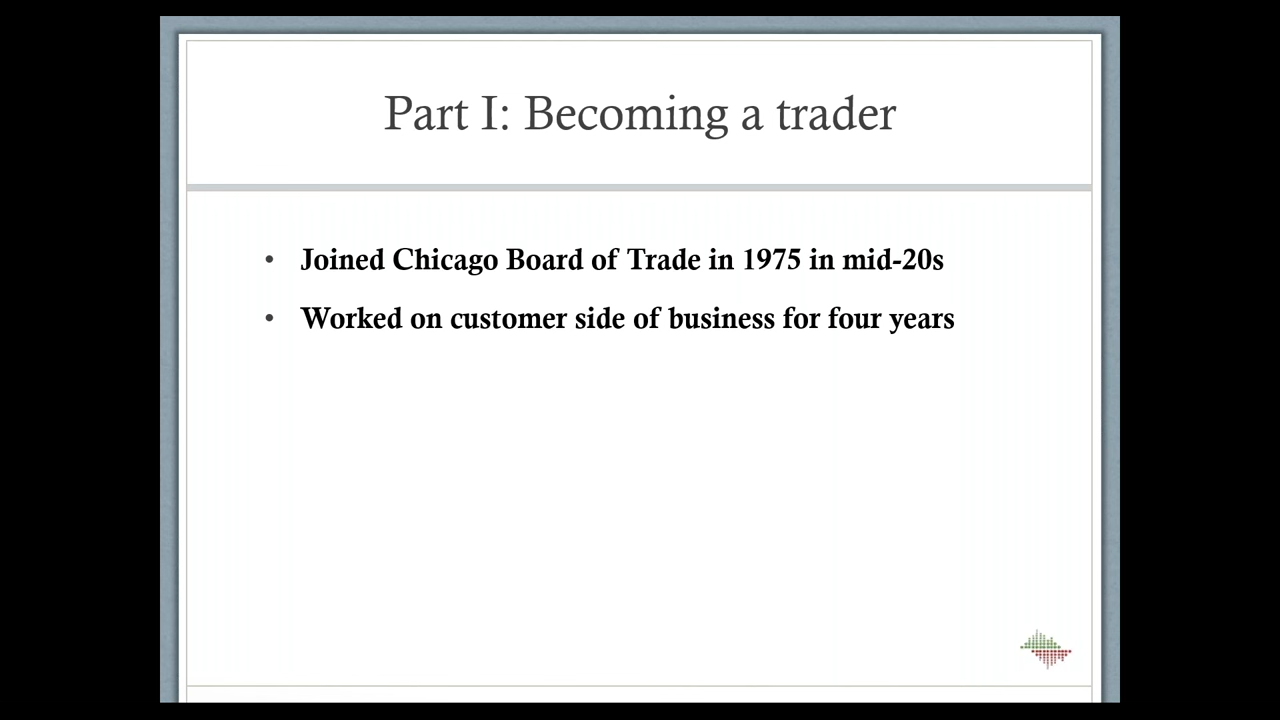 Part I: Becoming a trader
• Joined Chicago Board of Trade in 1975 in mid-20s
• Worked on customer side of business for four years